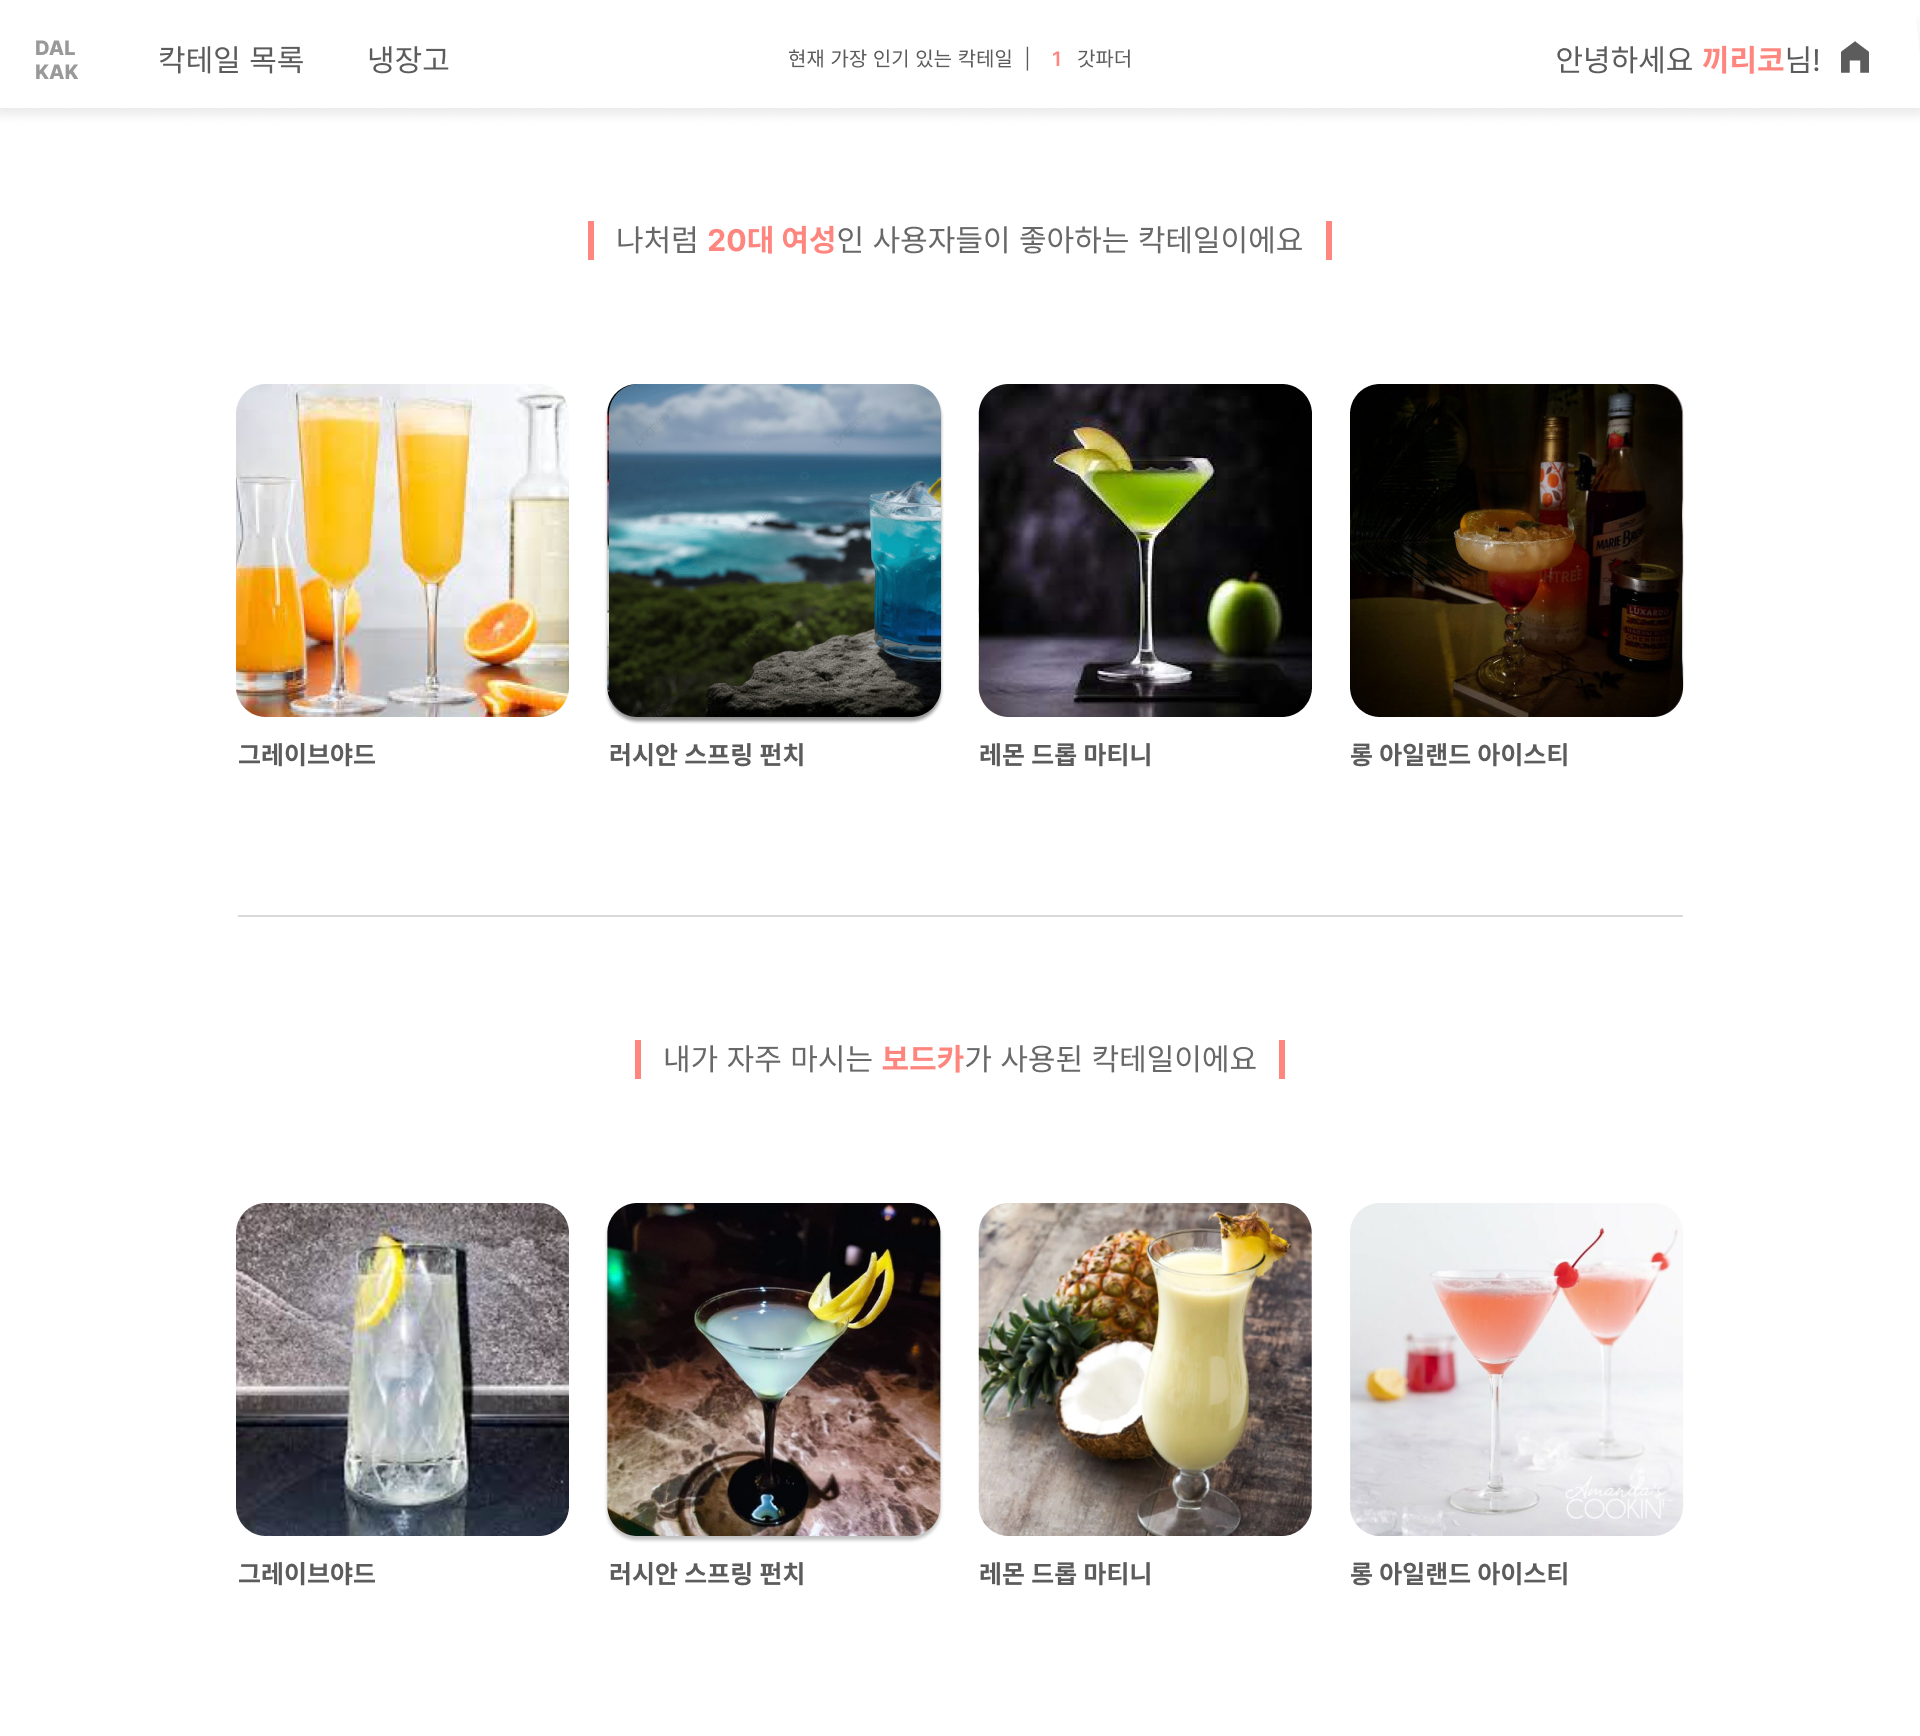 DAL
KAK
칵테일 목록
냉장고
현재 가장 인기 있는 칵테일 | 1 갓파더
안녕하세요 끼리코님!
나처럼 20대 여성인 사용자들이 좋아하는 칵테일이에요
MARIE
LUXARDO
그레이브야드
러시안 스프링 펀치
레몬 드롭 마티니
롱 아일랜드 아이스티
내가 자주 마시는 보드카가 사용된 칵테일이에요
Amanda's
COOKIN'
그레이브야드
러시안 스프링 펀치
레몬 드롭 마티니
롱 아일랜드 아이스티